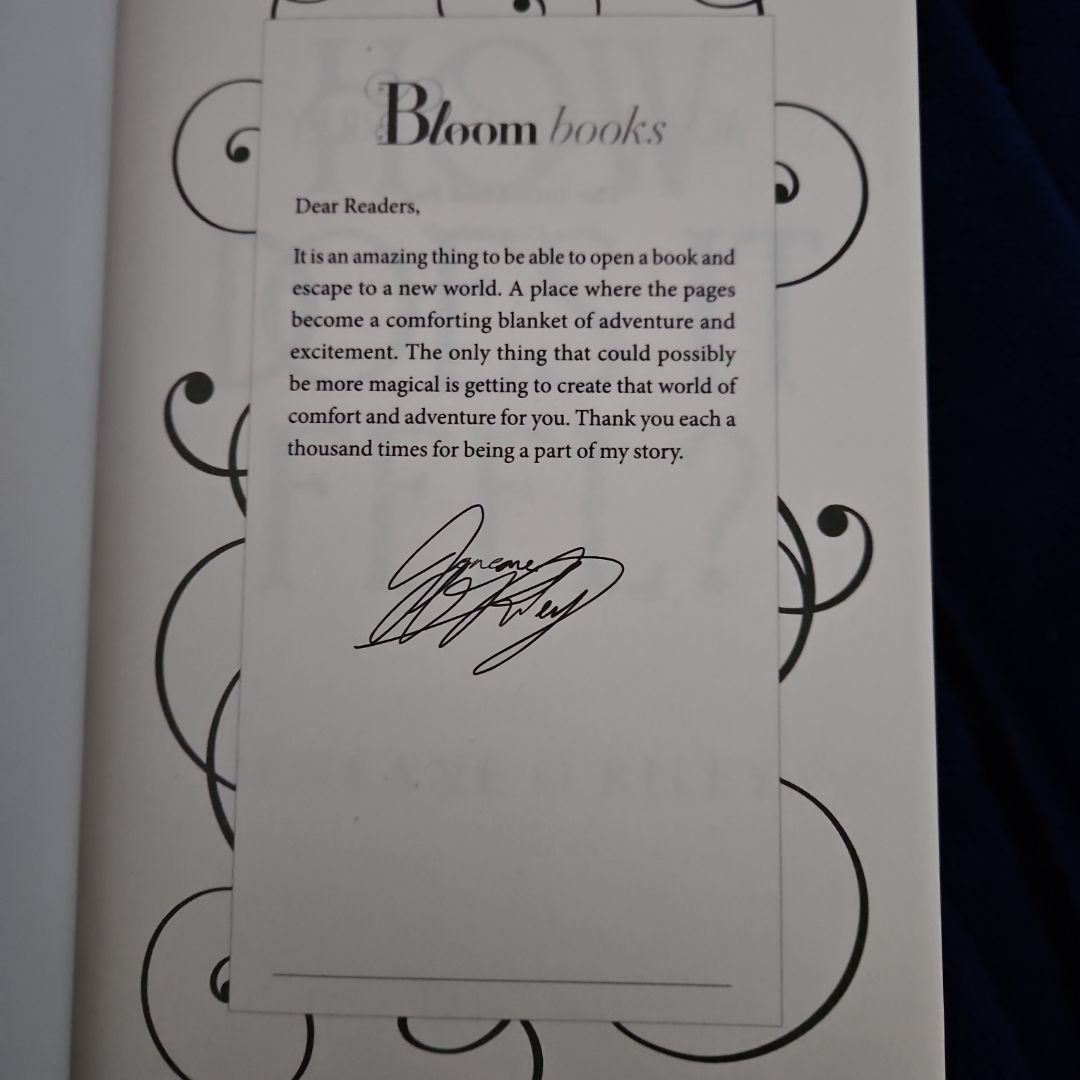 Bloom books
Dear Readers,
It is an amazing thing to be able to open a book and
escape to a new world. A place where the pages
become a comforting blanket of adventure and
excitement. The only thing that could possibly
be more magical is getting to create that world of
comfort and adventure for you. Thank you each a
thousand times for being a part of my story.
Jeneane O'Riley